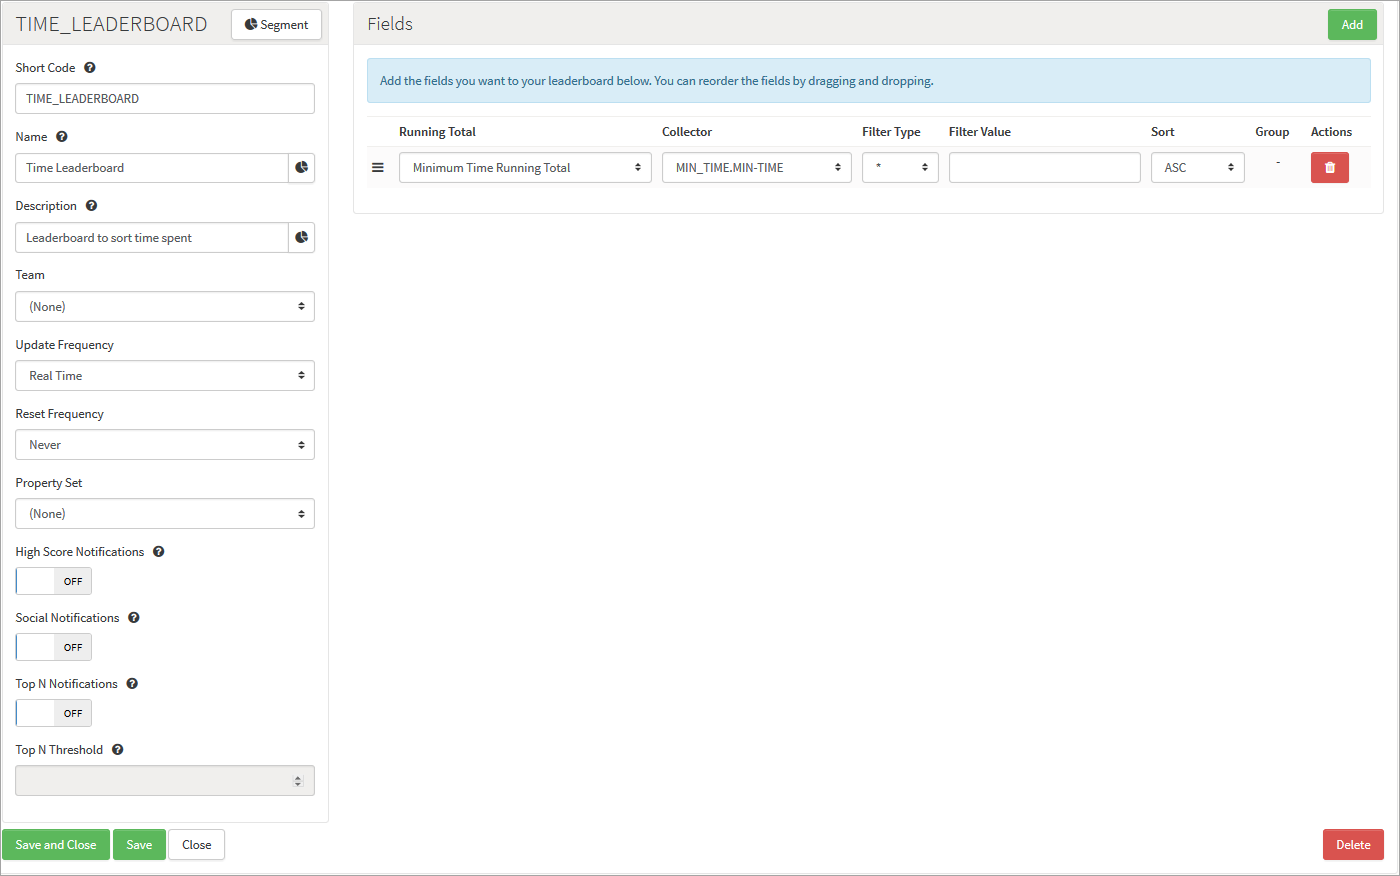 TIME_LEADERBOARD
Segment
Short Code
TIME_LEADERBOARD
Name
Time Leaderboard
Description
Leaderboard to sort time spent
Team
(None)
Update Frequency
Real Time
Reset Frequency
Never
Property Set
(None)
High Score Notifications
OFF
Social Notifications
OFF
Top N Notifications
OFF
Top N Threshold
Save and Close Save Close
Fields
Add
Add the fields you want to your leaderboard below. You can reorder the fields by dragging and dropping.
Running Total Collector Filter Type Filter Value Sort Group Actions
Minimum Time Running Total MIN_TIME.MIN-TIME * ASC -
Delete